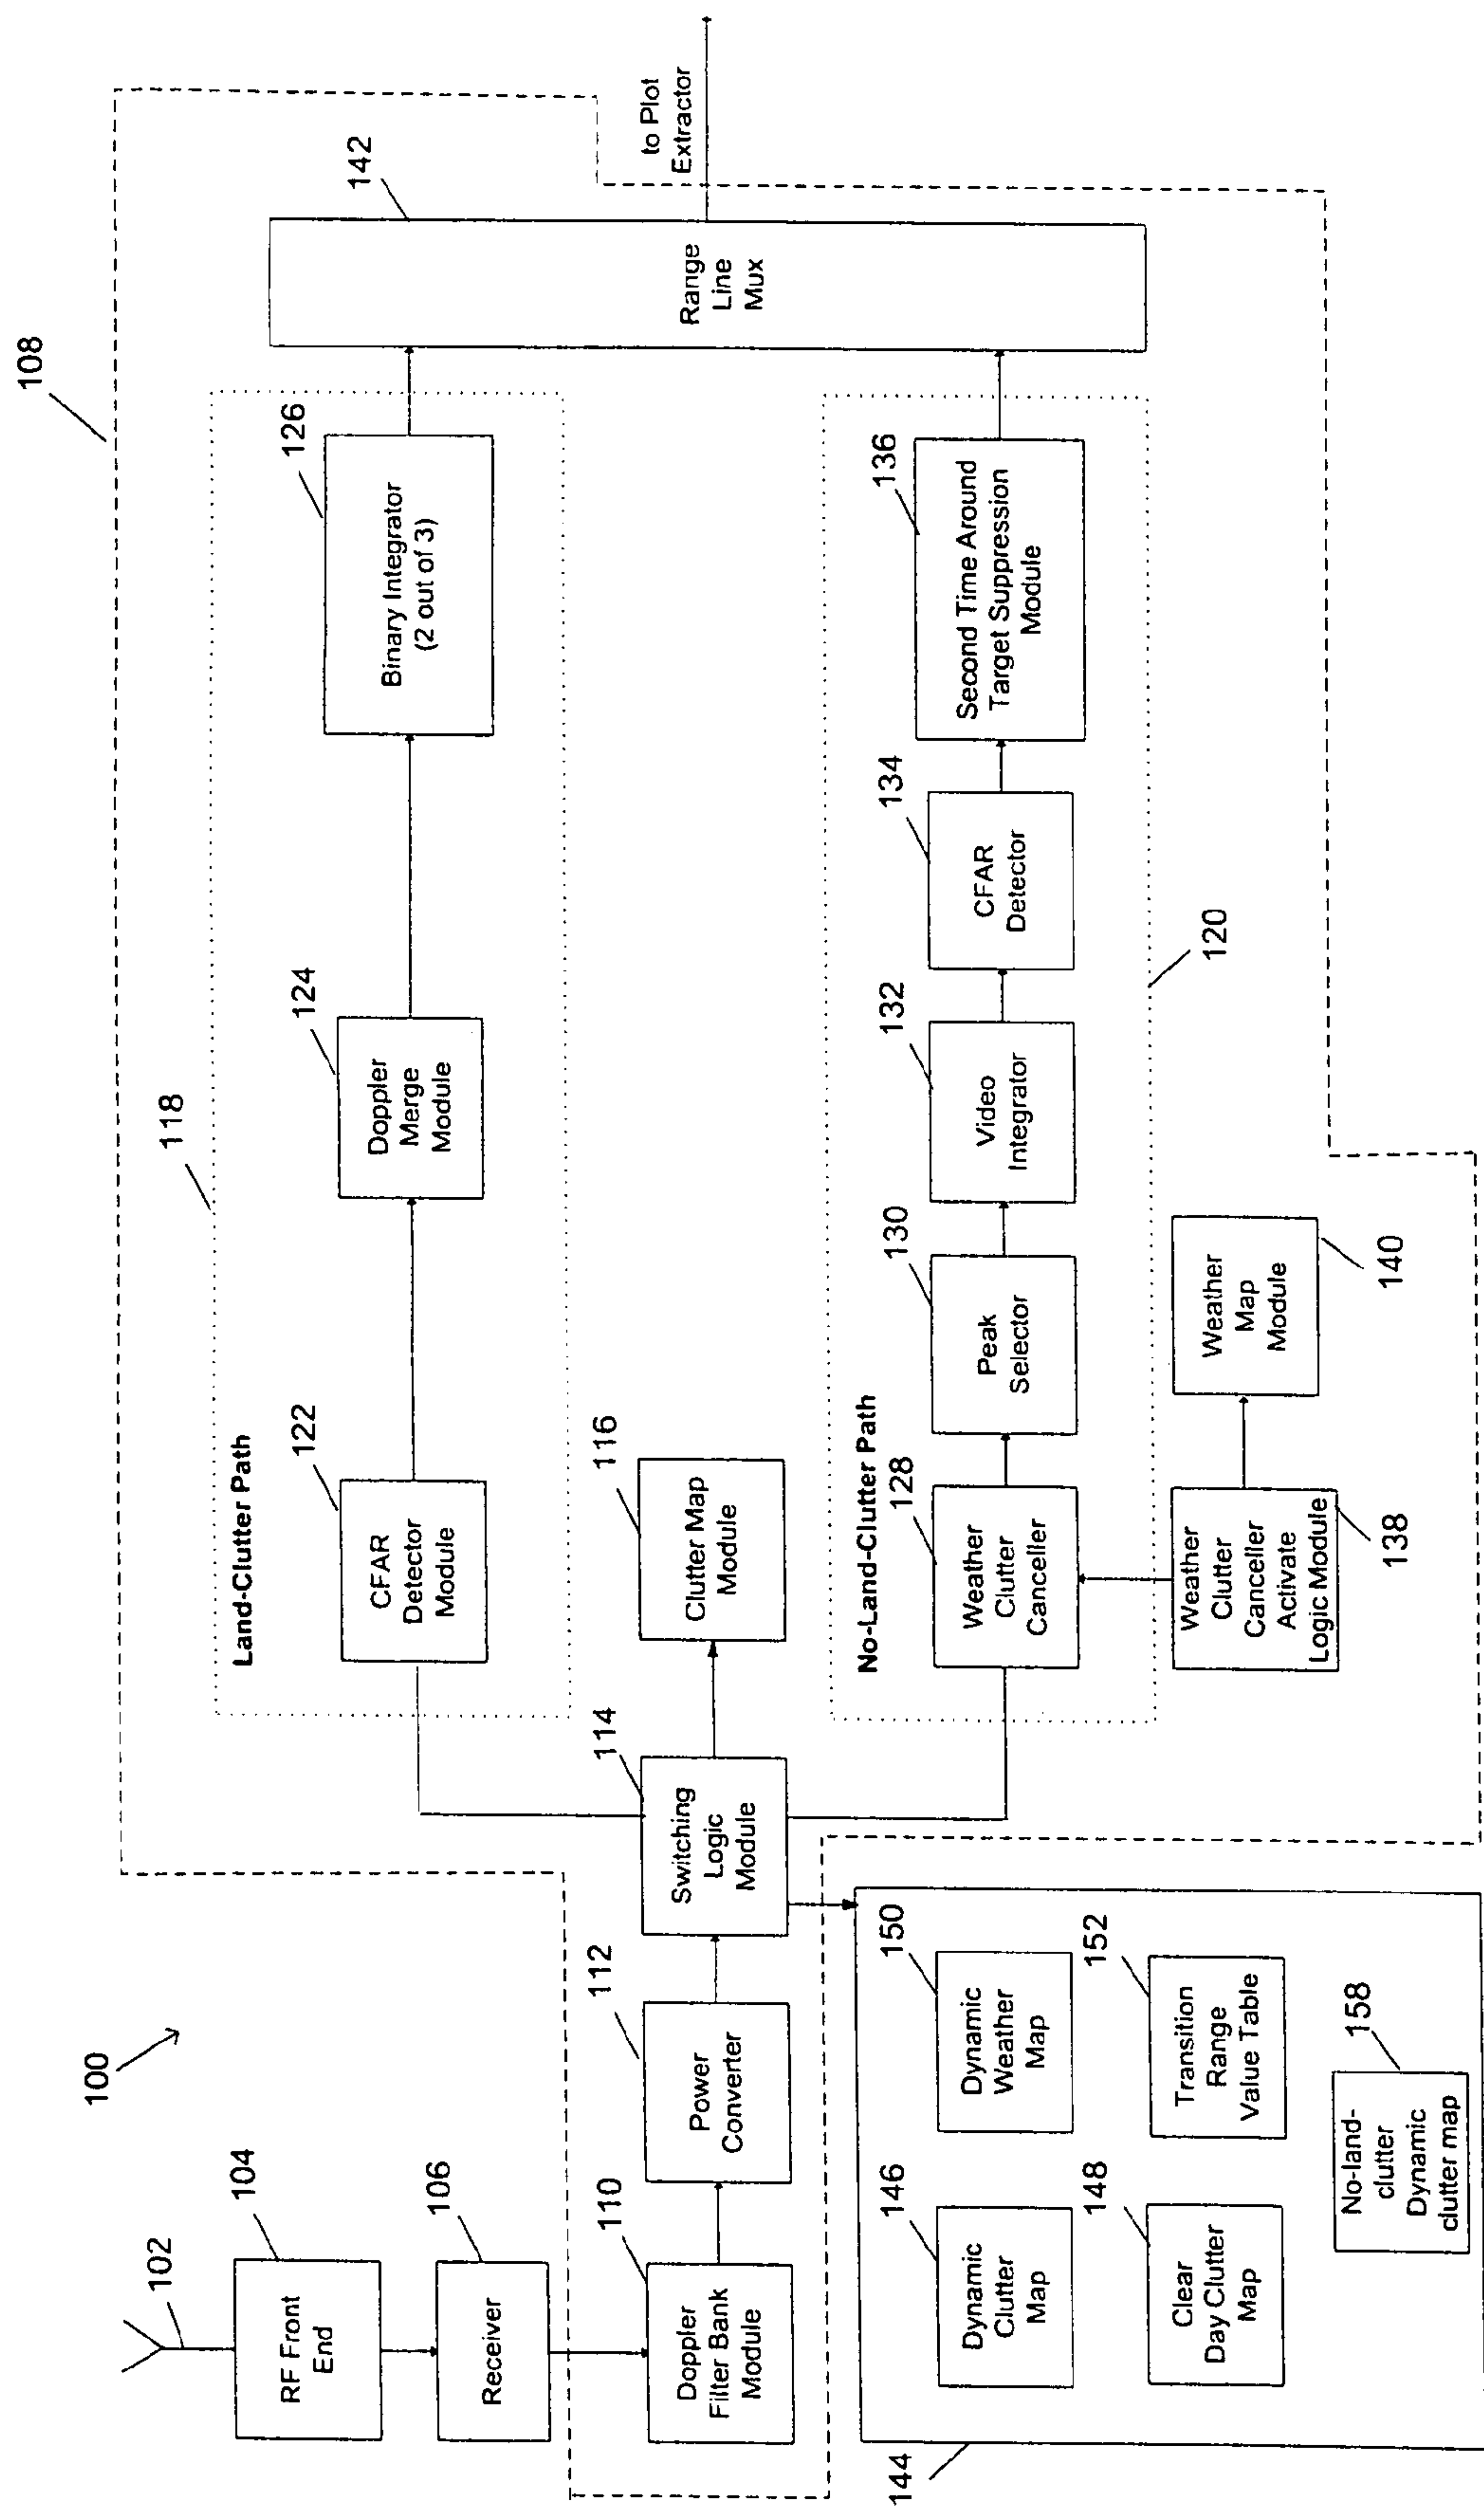 100
102
RF Front
End
104
Receiver
106
108
Doppler
Filter Bank
Module
110
Power
Converter
112
Switching
Logic
Module
114
Clutter Map
Module
116
118
Land-Clutter Path
CFAR
Detector
Module
122
Doppler
Merge
Module
124
Binary Integrator
(2 out of 3)
126
No-Land-Clutter Path
120
Weather
Clutter
Canceller
128
Peak
Selector
130
Video
Integrator
132
CFAR
Detector
134
Second Time Around
Target Suppression
Module
136
Weather
Clutter
Canceller
Activate
Logic Module
138
Weather
Map
Module
140
Range
Line
Mux
142
to Plot
Extractor
144
Dynamic
Clutter
Map
146
Dynamic
Weather
Map
150
Clear
Day Clutter
Map
148
Transition
Range
Value Table
152
No-land-
clutter
Dynamic
clutter map
158